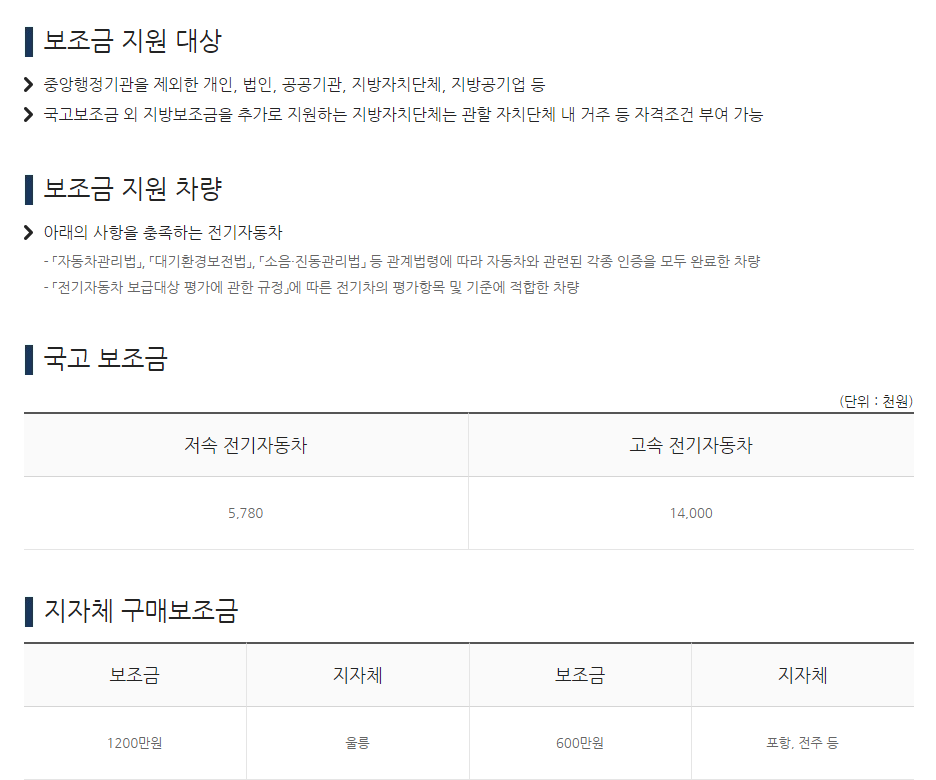 보조금 지원 대상
중앙행정기관을 제외한 개인, 법인, 공공기관, 지방자치단체, 지방공기업 등
국고보조금 외 지방보조금을 추가로 지원하는 지방자치단체는 관할 자치단체 내 거주 등 자격조건 부여 가능
보조금 지원 차량
아래의 사항을 충족하는 전기자동차
- 「자동차관리법」, 「대기환경보전법」, 「소음·진동관리법」 등 관계법령에 따라 자동차와 관련된 각종 인증을 모두 완료한 차량
- 「전기자동차 보급대상 평가에 관한 규정」에 따른 전기차의 평가항목 및 기준에 적합한 차량
국고 보조금
(단위 : 천원)
저속 전기자동차 고속 전기자동차
5,780 14,000
지자체 구매보조금
보조금 지자체 보조금 지자체
1200만원 울릉 600만원 포항, 전주 등